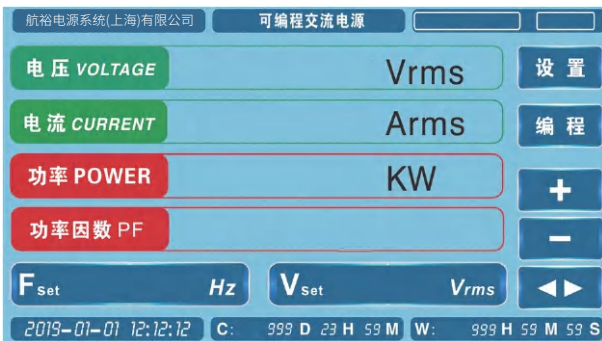 航裕电源系统(上海)有限公司 可编程交流电源
电压 VOLTAGE Vrms 设置
电流 CURRENT Arms 编程
功率 POWER KW +
功率因数 PF −
Fset Hz Vset Vrms ◀▶
2019-01-01 12:12:12 C: 999 D 23 H 59 M W: 999 H 59 M 59 S